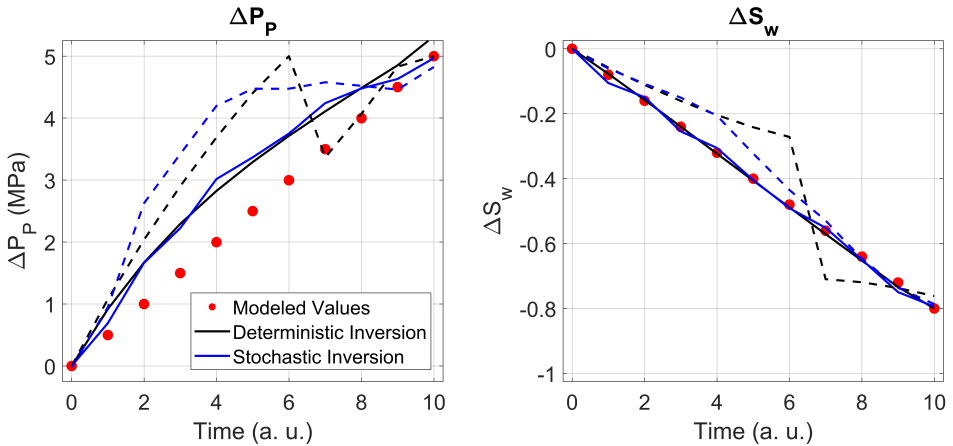 ΔP_P
5
4
3
2
1
0
ΔP_P (MPa)
Modeled Values
Deterministic Inversion
Stochastic Inversion
0 2 4 6 8 10
Time (a. u.)
ΔS_w
0
-0.2
-0.4
-0.6
-0.8
-1
ΔS_w
0 2 4 6 8 10
Time (a. u.)